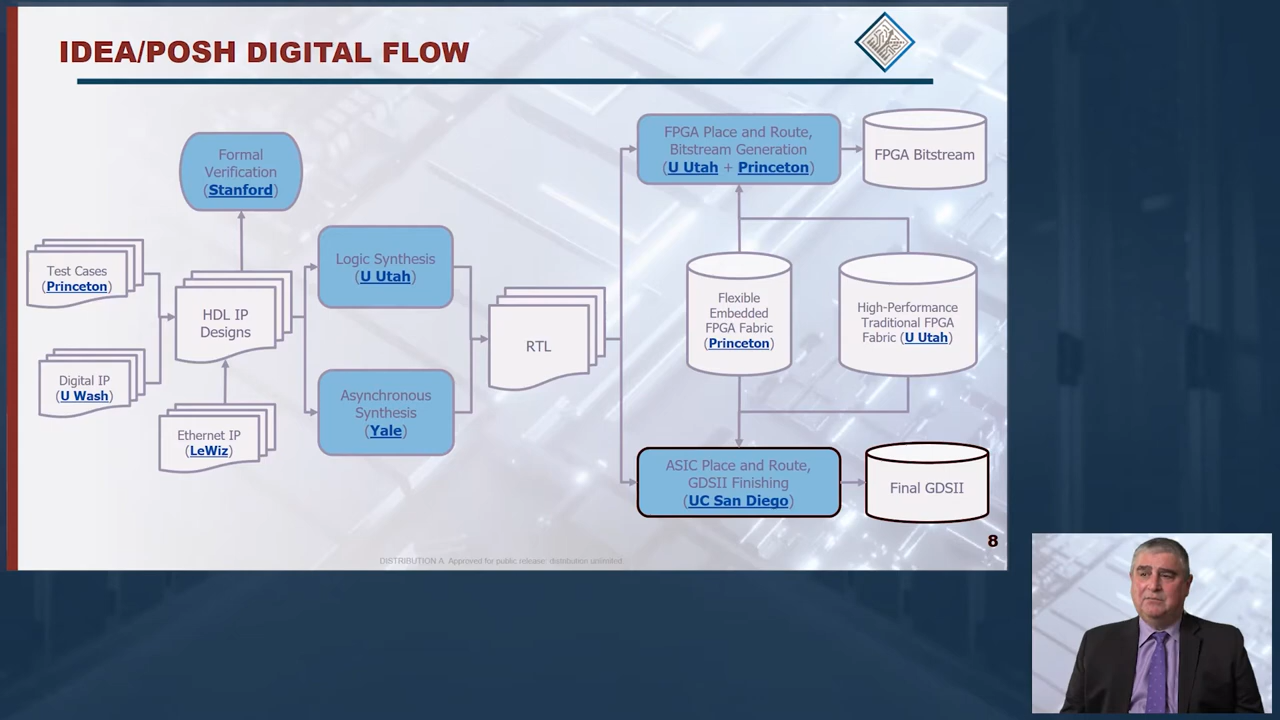 IDEA/POSH DIGITAL FLOW
Formal
Verification
(Stanford)
Test Cases
(Princeton)
Digital IP
(U Wash)
HDL IP
Designs
Ethernet IP
(LeWiz)
Logic Synthesis
(U Utah)
Asynchronous
Synthesis
(Yale)
RTL
FPGA Place and Route,
Bitstream Generation
(U Utah + Princeton)
FPGA Bitstream
Flexible
Embedded
FPGA Fabric
(Princeton)
High-Performance
Traditional FPGA
Fabric (U Utah)
ASIC Place and Route,
GDSII Finishing
(UC San Diego)
Final GDSII
8
DISTRIBUTION A. Approved for public release: distribution unlimited